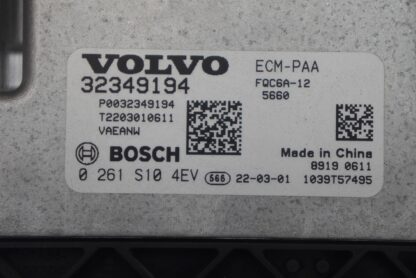 VOLVO
ECM-PAA
32349194
FQC6A-12
P0032349194
5660
T2203010611
VAEANW
BOSCH
Made in China
8919 0611
0 261 S10 4EV 566 22-03-01 1039T57495